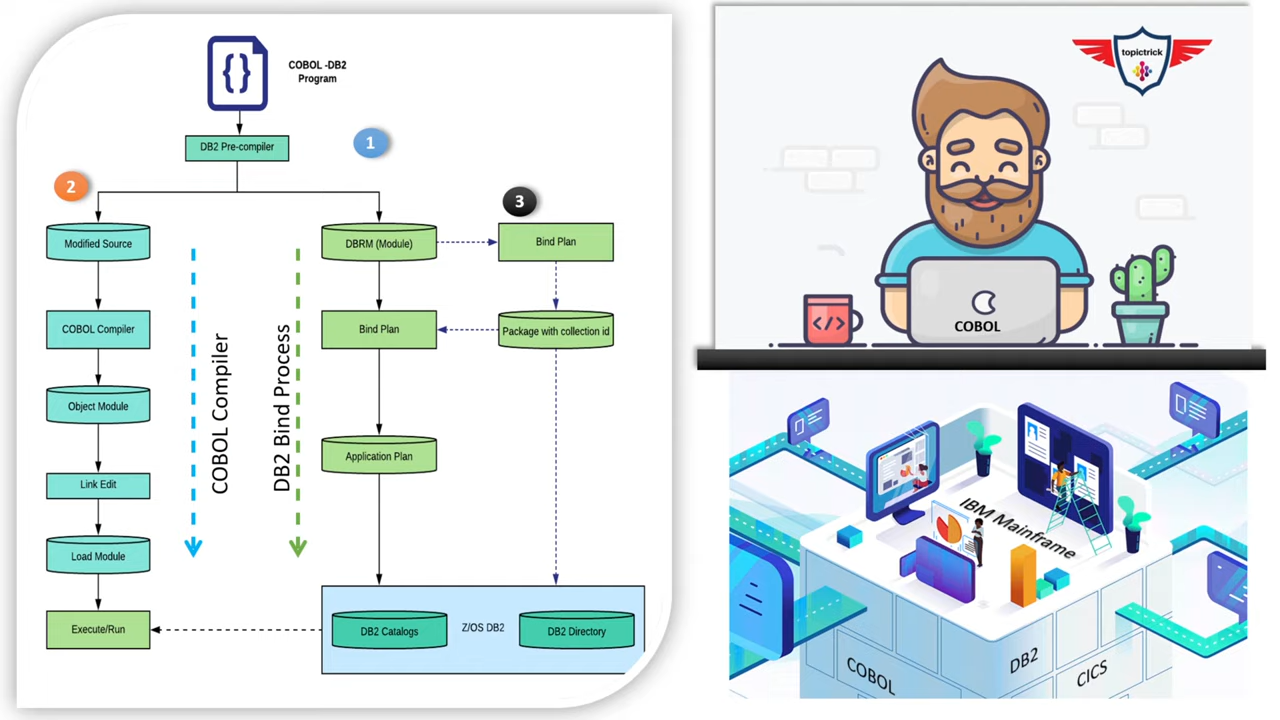 COBOL -DB2
Program
DB2 Pre-compiler
1
2
3
Modified Source
DBRM (Module)
Bind Plan
COBOL Compiler
Bind Plan
Package with collection id
Object Module
COBOL Compiler
DB2 Bind Process
Application Plan
Link Edit
Load Module
Execute/Run
DB2 Catalogs
Z/OS DB2
DB2 Directory
topictrick
</>
COBOL
IBM Mainframe
COBOL
DB2
CICS